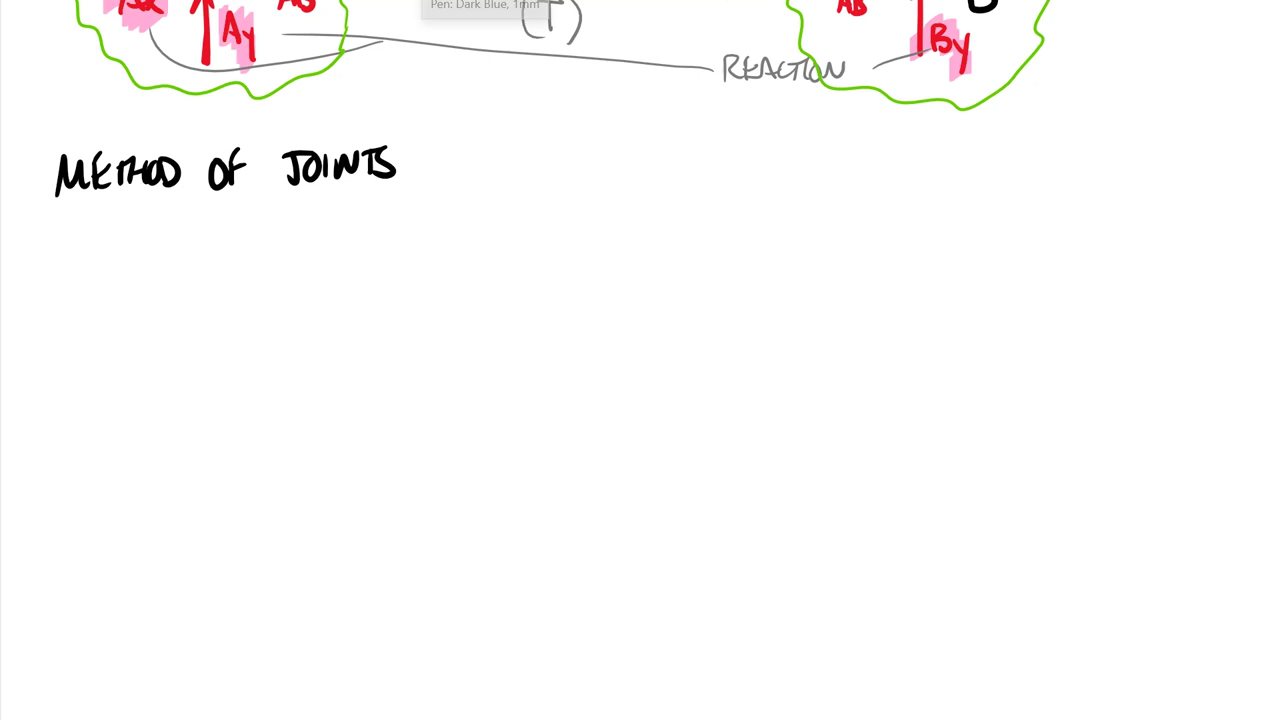 AB
Pen: Dark Blue, 1mm
AB
Ay
(T)
By
REACTION
METHOD OF JOINTS